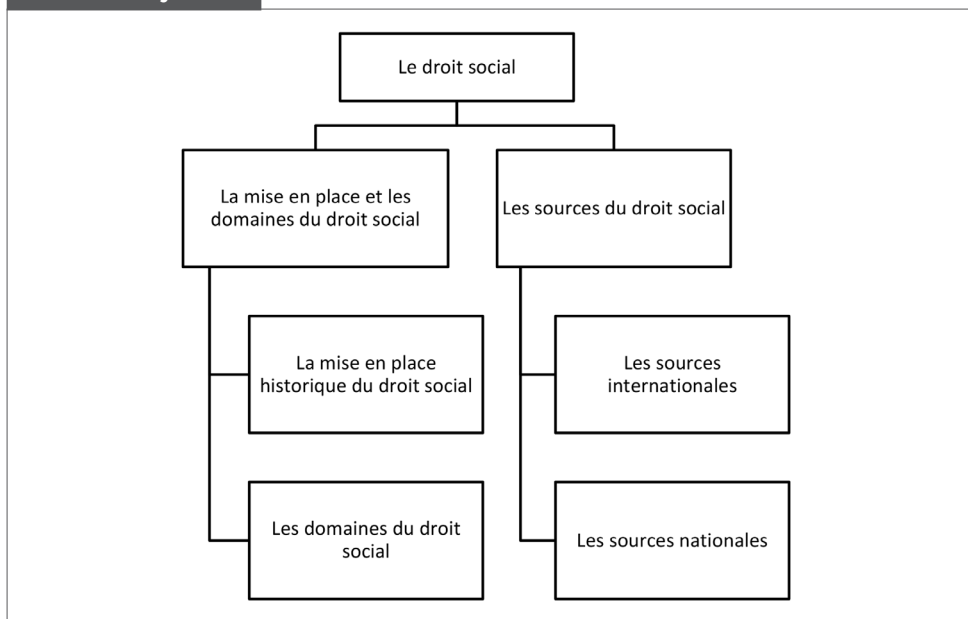 Le droit social
La mise en place et les
domaines du droit social
Les sources du droit social
La mise en place
historique du droit social
Les sources
internationales
Les domaines du droit
social
Les sources nationales